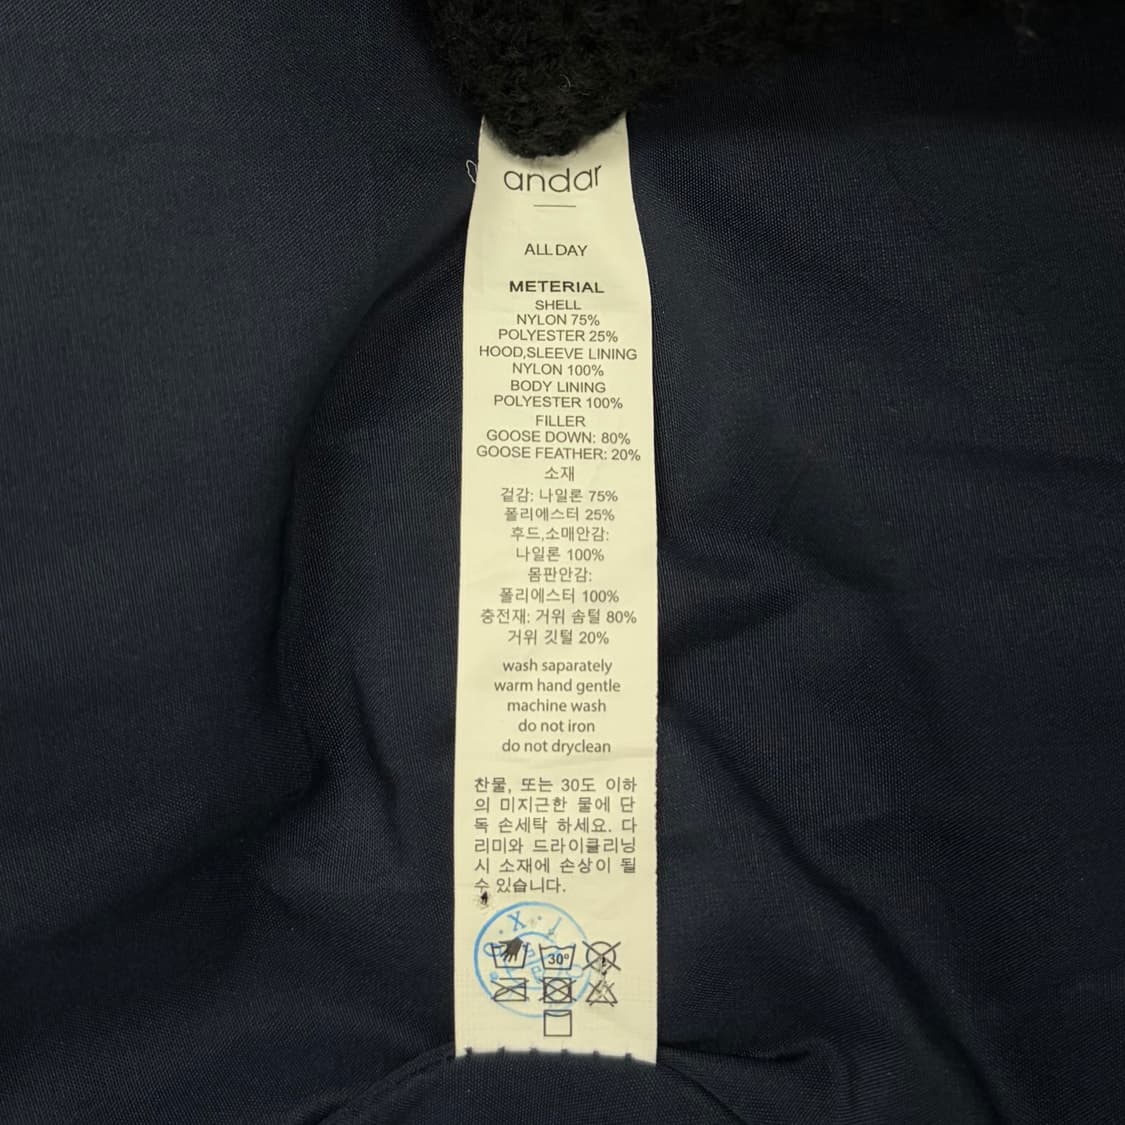 andar
ALL DAY
METERIAL
SHELL
NYLON 75%
POLYESTER 25%
HOOD,SLEEVE LINING
NYLON 100%
BODY LINING
POLYESTER 100%
FILLER
GOOSE DOWN: 80%
GOOSE FEATHER: 20%
소재
겉감: 나일론 75%
폴리에스터 25%
후드,소매안감:
나일론 100%
몸판안감:
폴리에스터 100%
충전재: 거위 솜털 80%
거위 깃털 20%
wash saparately
warm hand gentle
machine wash
do not iron
do not dryclean
찬물, 또는 30도 이하
의 미지근한 물에 단
독 손세탁 하세요. 다
리미와 드라이클리닝
시 소재에 손상이 될
수 있습니다.
30°